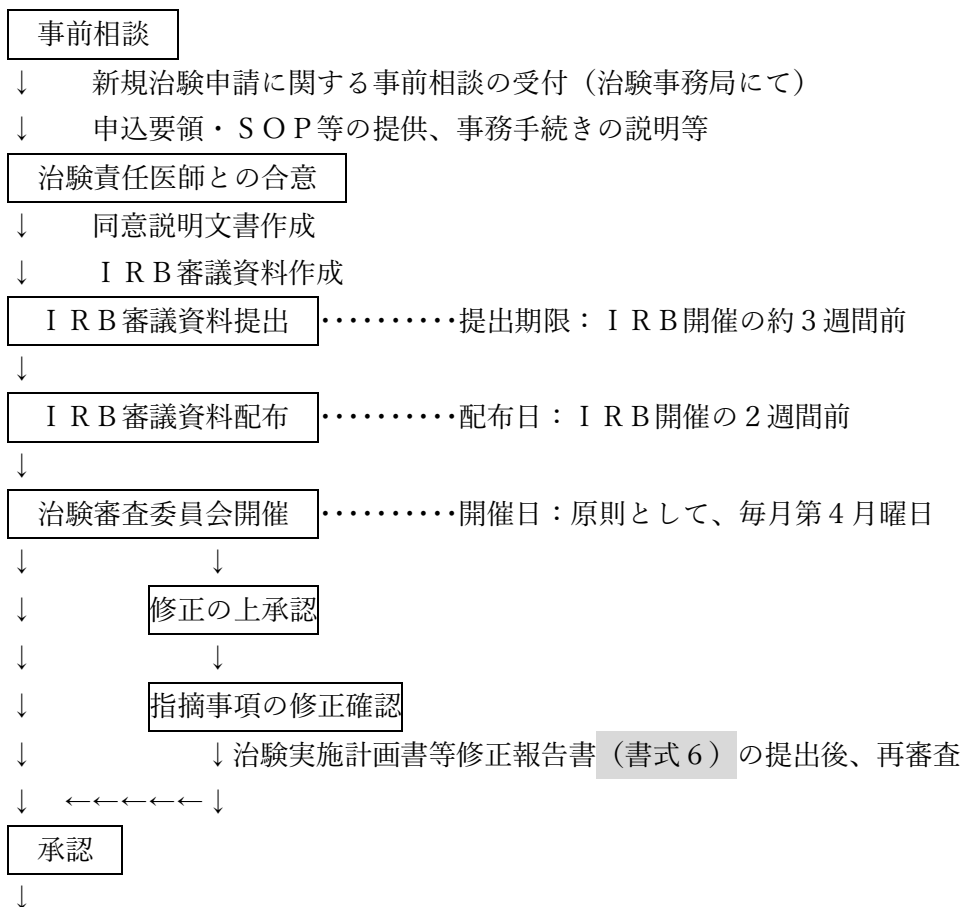 事前相談
↓　　新規治験申請に関する事前相談の受付（治験事務局にて）
↓　　申込要領・ＳＯＰ等の提供、事務手続きの説明等
治験責任医師との合意
↓　　同意説明文書作成
↓　　ＩＲＢ審議資料作成
ＩＲＢ審議資料提出　‥‥‥‥‥提出期限：ＩＲＢ開催の約３週間前
↓
ＩＲＢ審議資料配布　‥‥‥‥‥配布日：ＩＲＢ開催の２週間前
↓
治験審査委員会開催　‥‥‥‥‥開催日：原則として、毎月第４月曜日
↓　　　　　　　↓
↓　　　　修正の上承認
↓　　　　　　　↓
↓　　　　指摘事項の修正確認
↓　　　　　　　↓治験実施計画書等修正報告書（書式６）の提出後、再審査
↓　←←←←←↓
承認
↓